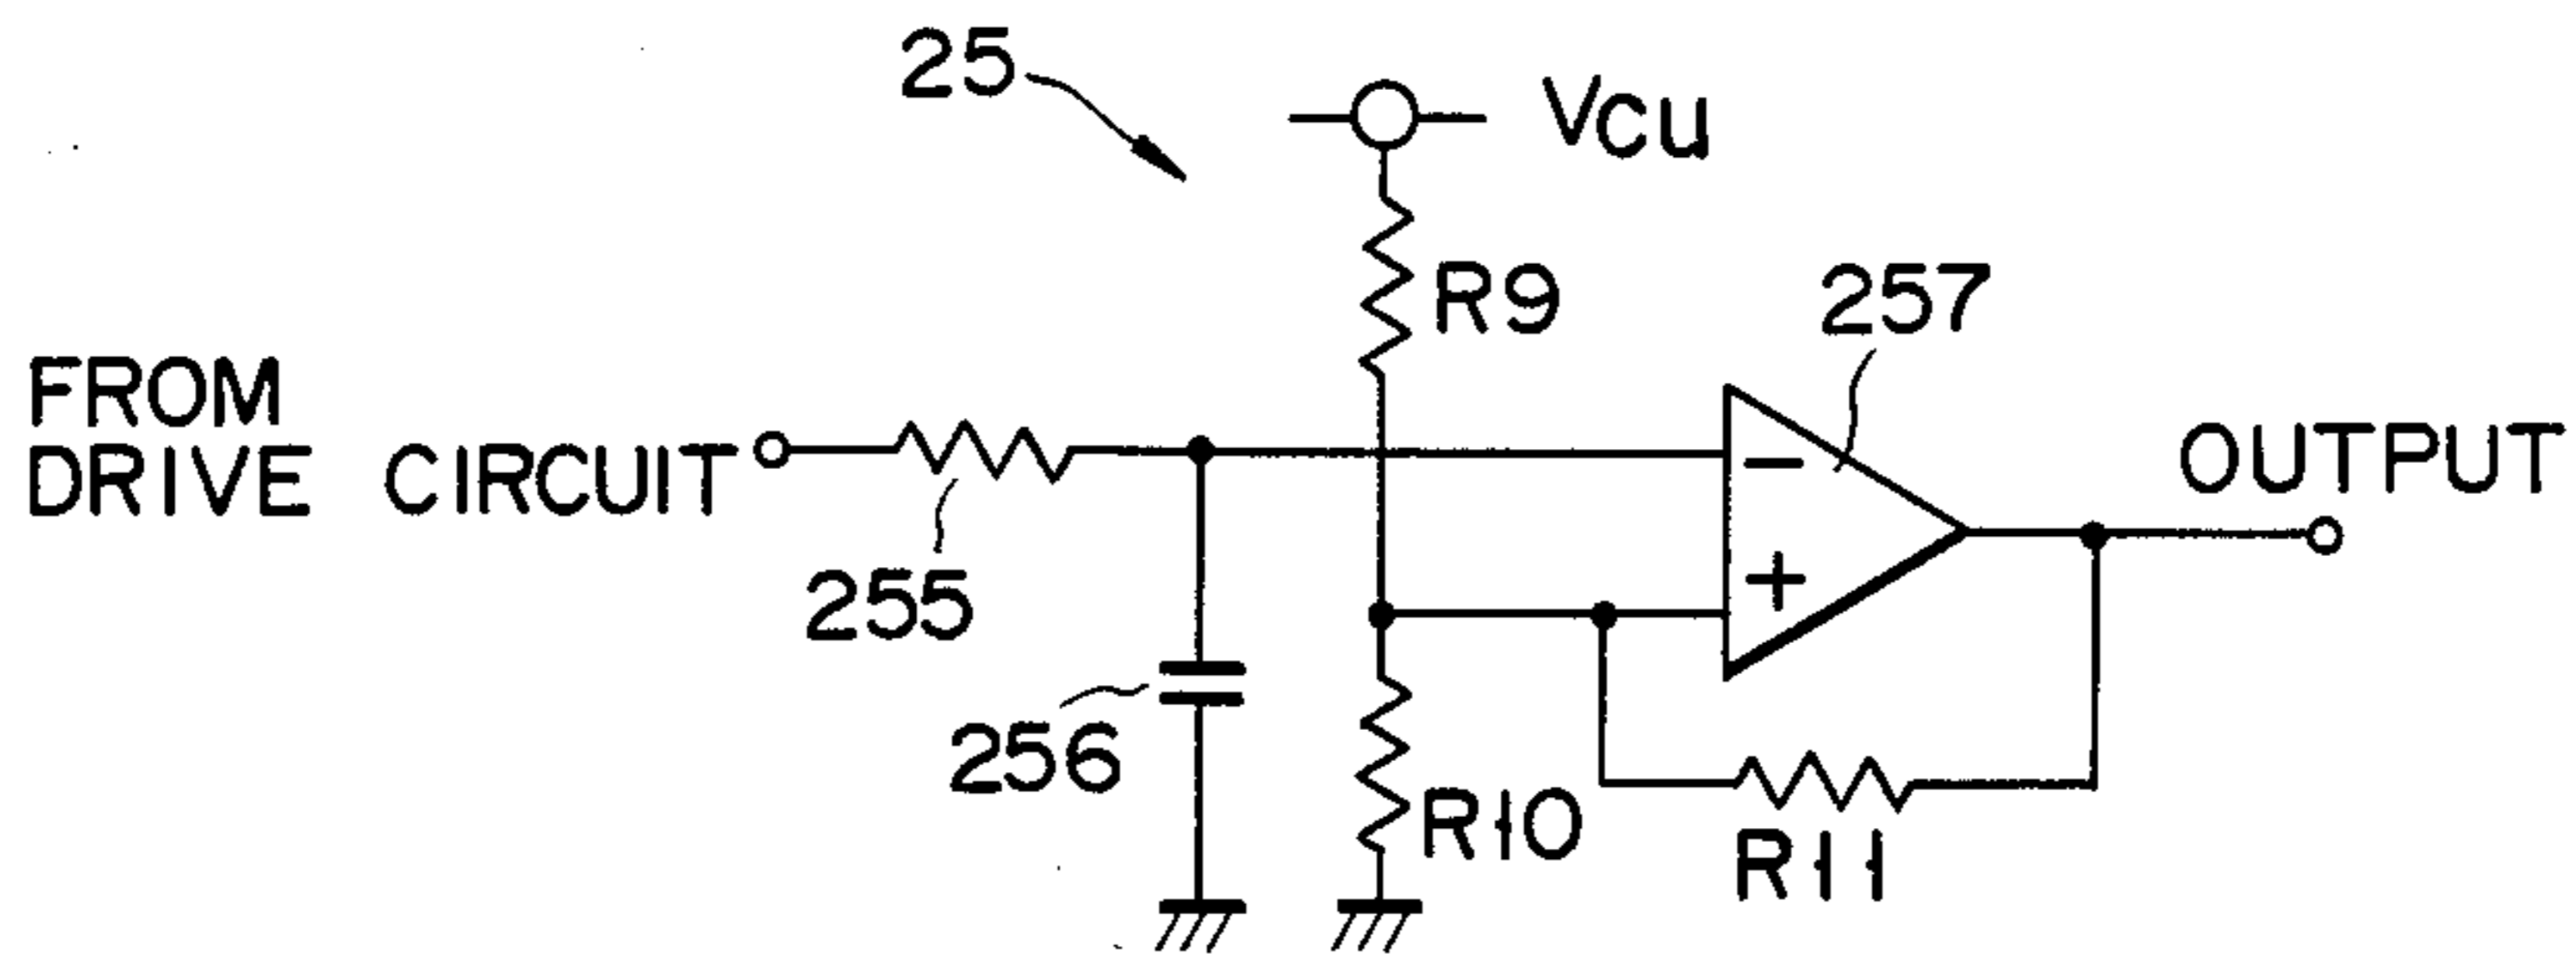 25
VCU
R9
257
FROM
DRIVE CIRCUIT
OUTPUT
−
+
255
256
R10
R11